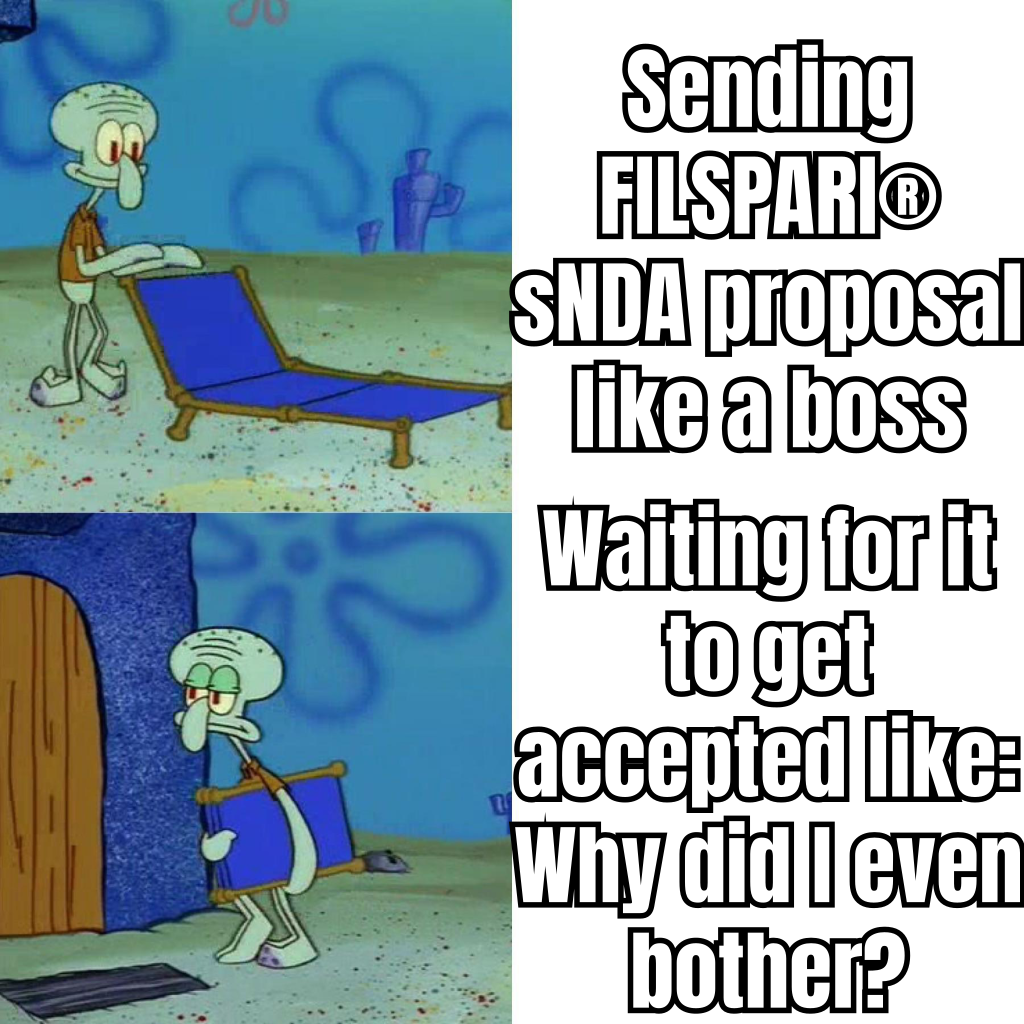 Sending
FILSPARI®
sNDA proposal
like a boss
Waiting for it
to get
accepted like:
Why did I even
bother?